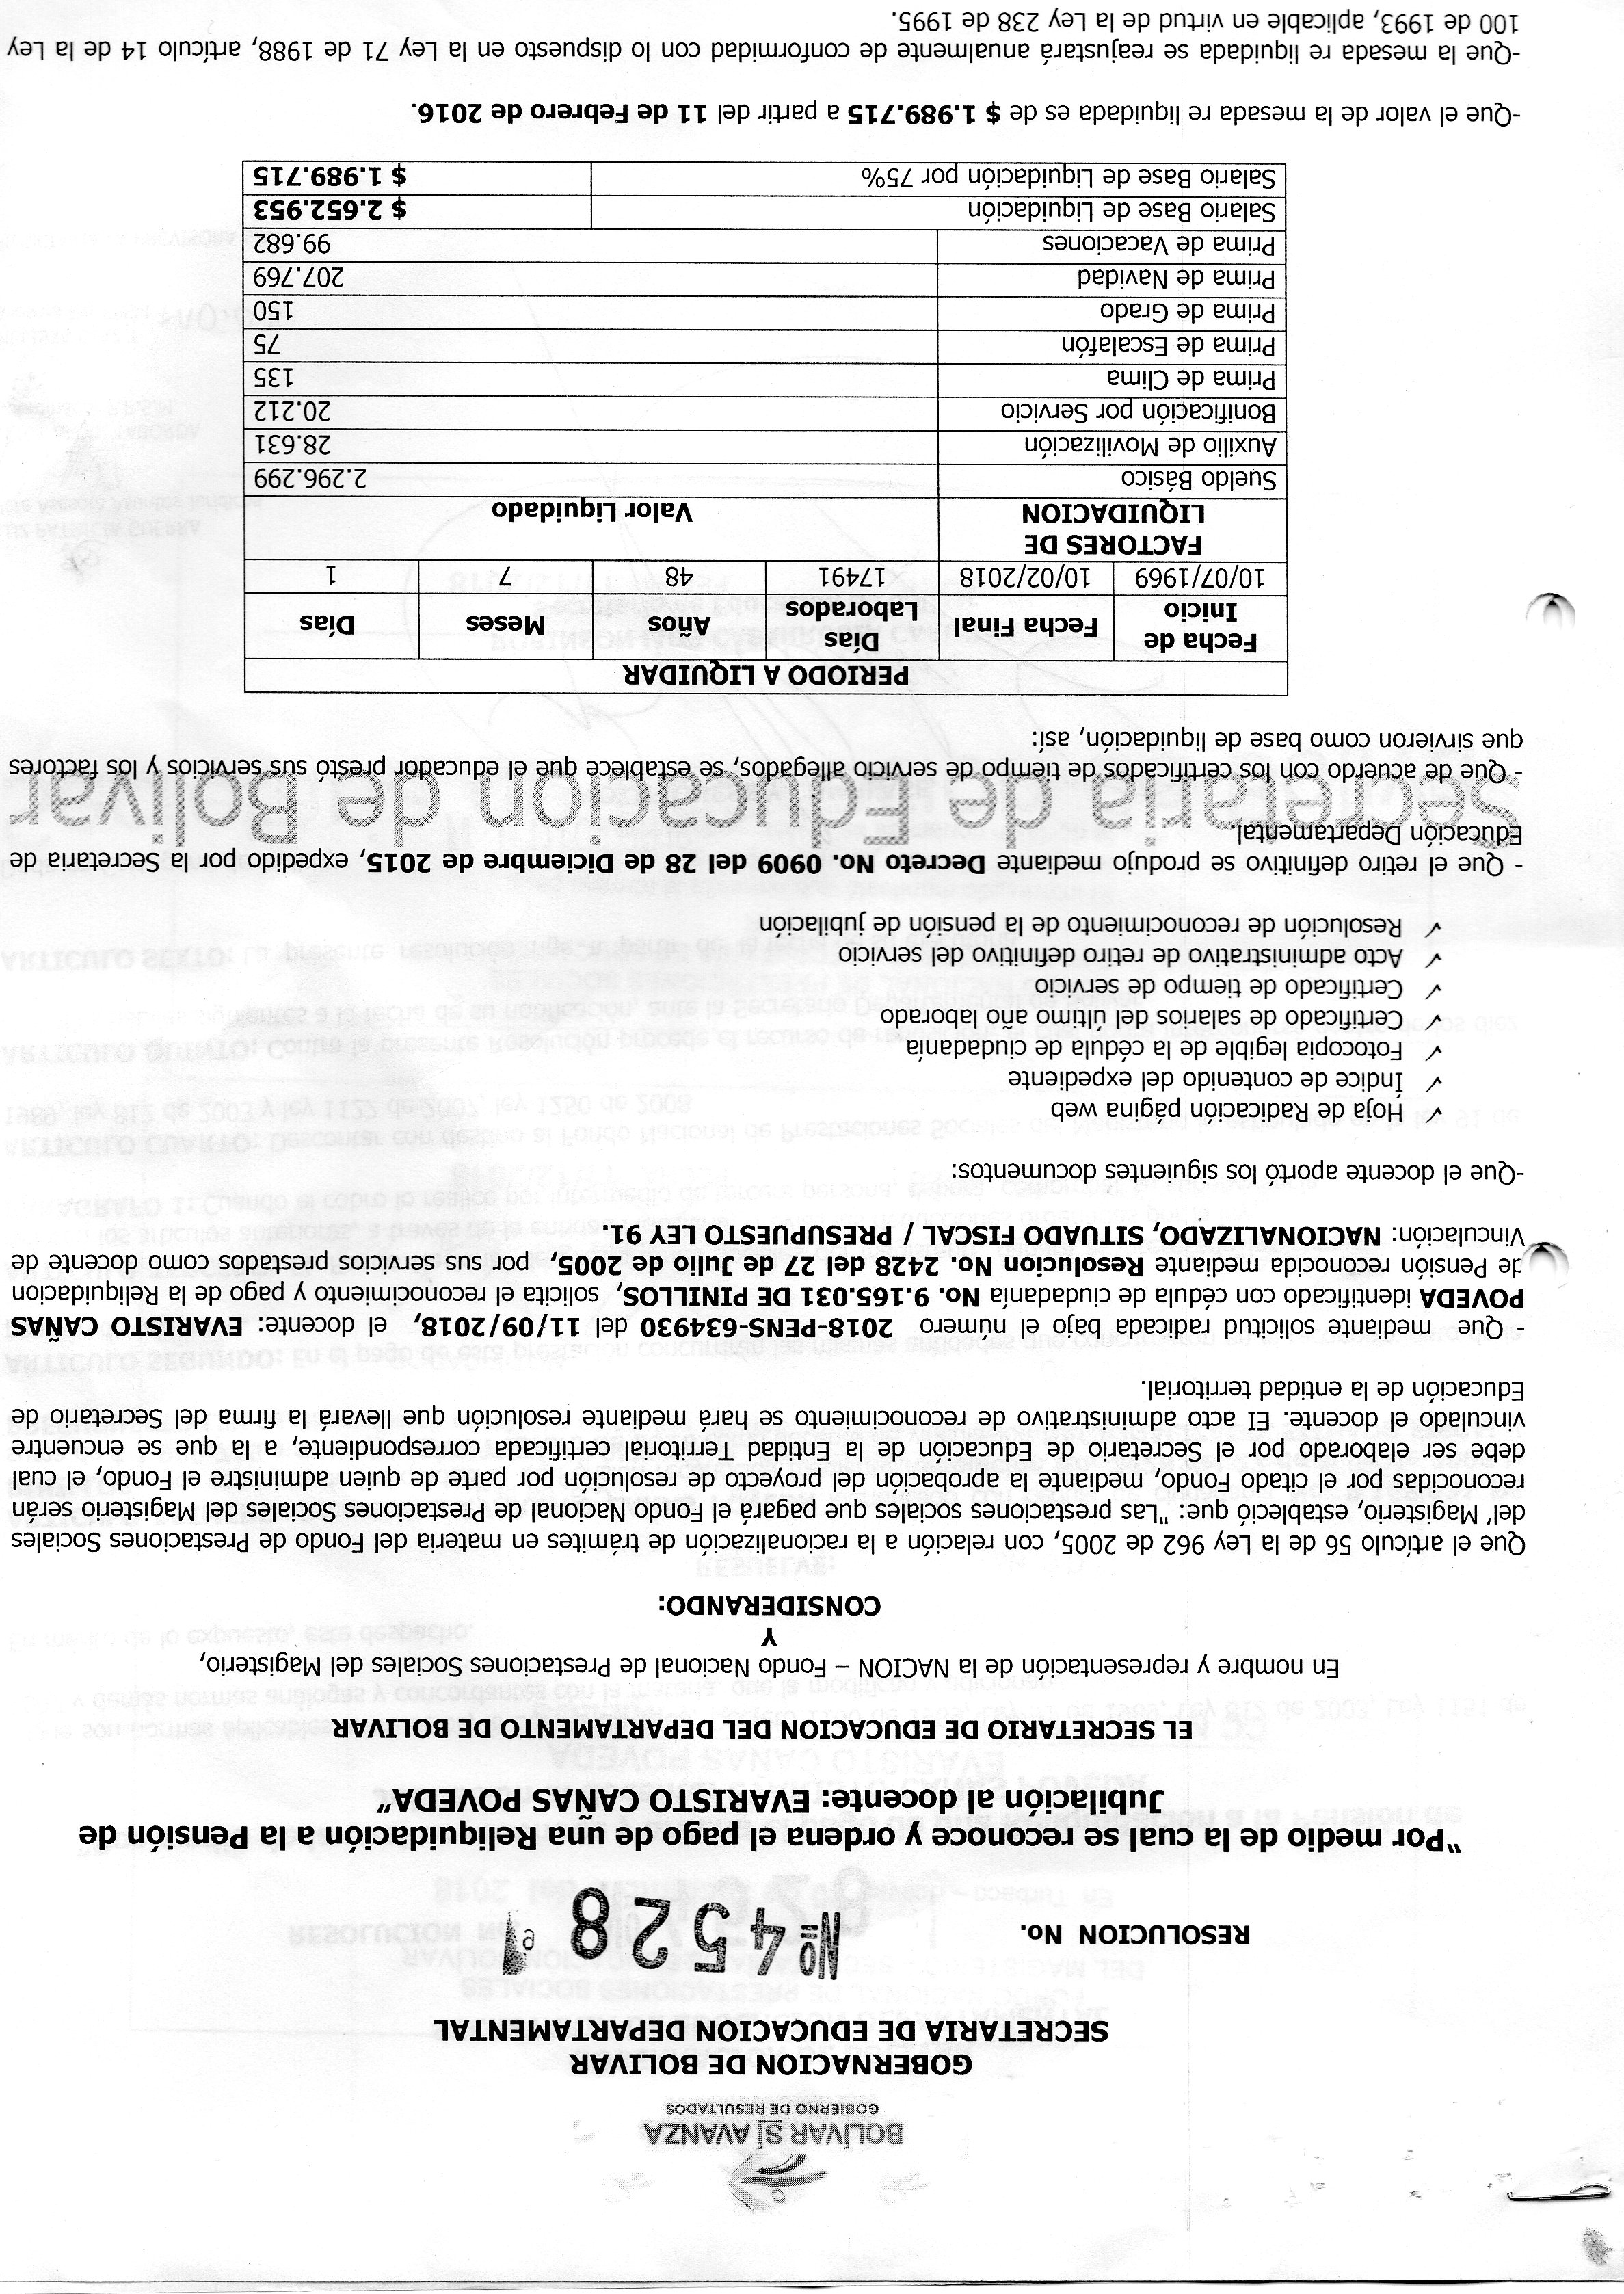 BOLÍVAR SÍ AVANZA
GOBIERNO DE RESULTADOS
GOBERNACION DE BOLIVAR
SECRETARIA DE EDUCACION DEPARTAMENTAL
RESOLUCION No. Nº 4528
"Por medio de la cual se reconoce y ordena el pago de una Reliquidación a la Pensión de
Jubilación al docente: EVARISTO CAÑAS POVEDA"
EL SECRETARIO DE EDUCACION DEL DEPARTAMENTO DE BOLIVAR
En nombre y representación de la NACION – Fondo Nacional de Prestaciones Sociales del Magisterio,
Y
CONSIDERANDO:
Que el artículo 56 de la Ley 962 de 2005, con relación a la racionalización de trámites en materia del Fondo de Prestaciones Sociales
del Magisterio, estableció que: "Las prestaciones sociales que pagará el Fondo Nacional de Prestaciones Sociales del Magisterio serán
reconocidas por el citado Fondo, mediante la aprobación del proyecto de resolución por parte de quien administre el Fondo, el cual
debe ser elaborado por el Secretario de Educación de la Entidad Territorial certificada correspondiente, a la que se encuentre
vinculado el docente. El acto administrativo de reconocimiento se hará mediante resolución que llevará la firma del Secretario de
Educación de la entidad territorial.
- Que mediante solicitud radicada bajo el número 2018-PENS-634930 del 11/09/2018, el docente: EVARISTO CAÑAS
POVEDA identificado con cédula de ciudadanía No. 9.165.031 DE PINILLOS, solicita el reconocimiento y pago de la Reliquidacion
de Pensión reconocida mediante Resolucion No. 2428 del 27 de Julio de 2005, por sus servicios prestados como docente de
Vinculación: NACIONALIZADO, SITUADO FISCAL / PRESUPUESTO LEY 91.
-Que el docente aportó los siguientes documentos:
✓ Hoja de Radicación página web
✓ Índice de contenido del expediente
✓ Fotocopia legible de la cédula de ciudadanía
✓ Certificado de salarios del último año laborado
✓ Certificado de tiempo de servicio
✓ Acto administrativo de retiro definitivo del servicio
✓ Resolución de reconocimiento de la pensión de jubilación
- Que el retiro definitivo se produjo mediante Decreto No. 0909 del 28 de Diciembre de 2015, expedido por la Secretaria de
Educación Departamental.
Secretaria de Educacion de Bolivar
- Que de acuerdo con los certificados de tiempo de servicio allegados, se establece que el educador prestó sus servicios y los factores
que sirvieron como base de liquidación, así:
PERIODO A LIQUIDAR
Fecha de Inicio Fecha Final Días Laborados Años Meses Días
10/07/1969 10/02/2018 17491 48 7 1
FACTORES DE LIQUIDACION Valor Liquidado
Sueldo Básico 2.296.299
Auxilio de Movilización 28.631
Bonificación por Servicio 20.212
Prima de Clima 135
Prima de Escalafón 75
Prima de Grado 150
Prima de Navidad 207.769
Prima de Vacaciones 99.682
Salario Base de Liquidación $ 2.652.953
Salario Base de Liquidación por 75% $ 1.989.715
-Que el valor de la mesada re liquidada es de $ 1.989.715 a partir del 11 de Febrero de 2016.
-Que la mesada re liquidada se reajustará anualmente de conformidad con lo dispuesto en la Ley 71 de 1988, artículo 14 de la Ley
100 de 1993, aplicable en virtud de la Ley 238 de 1995.